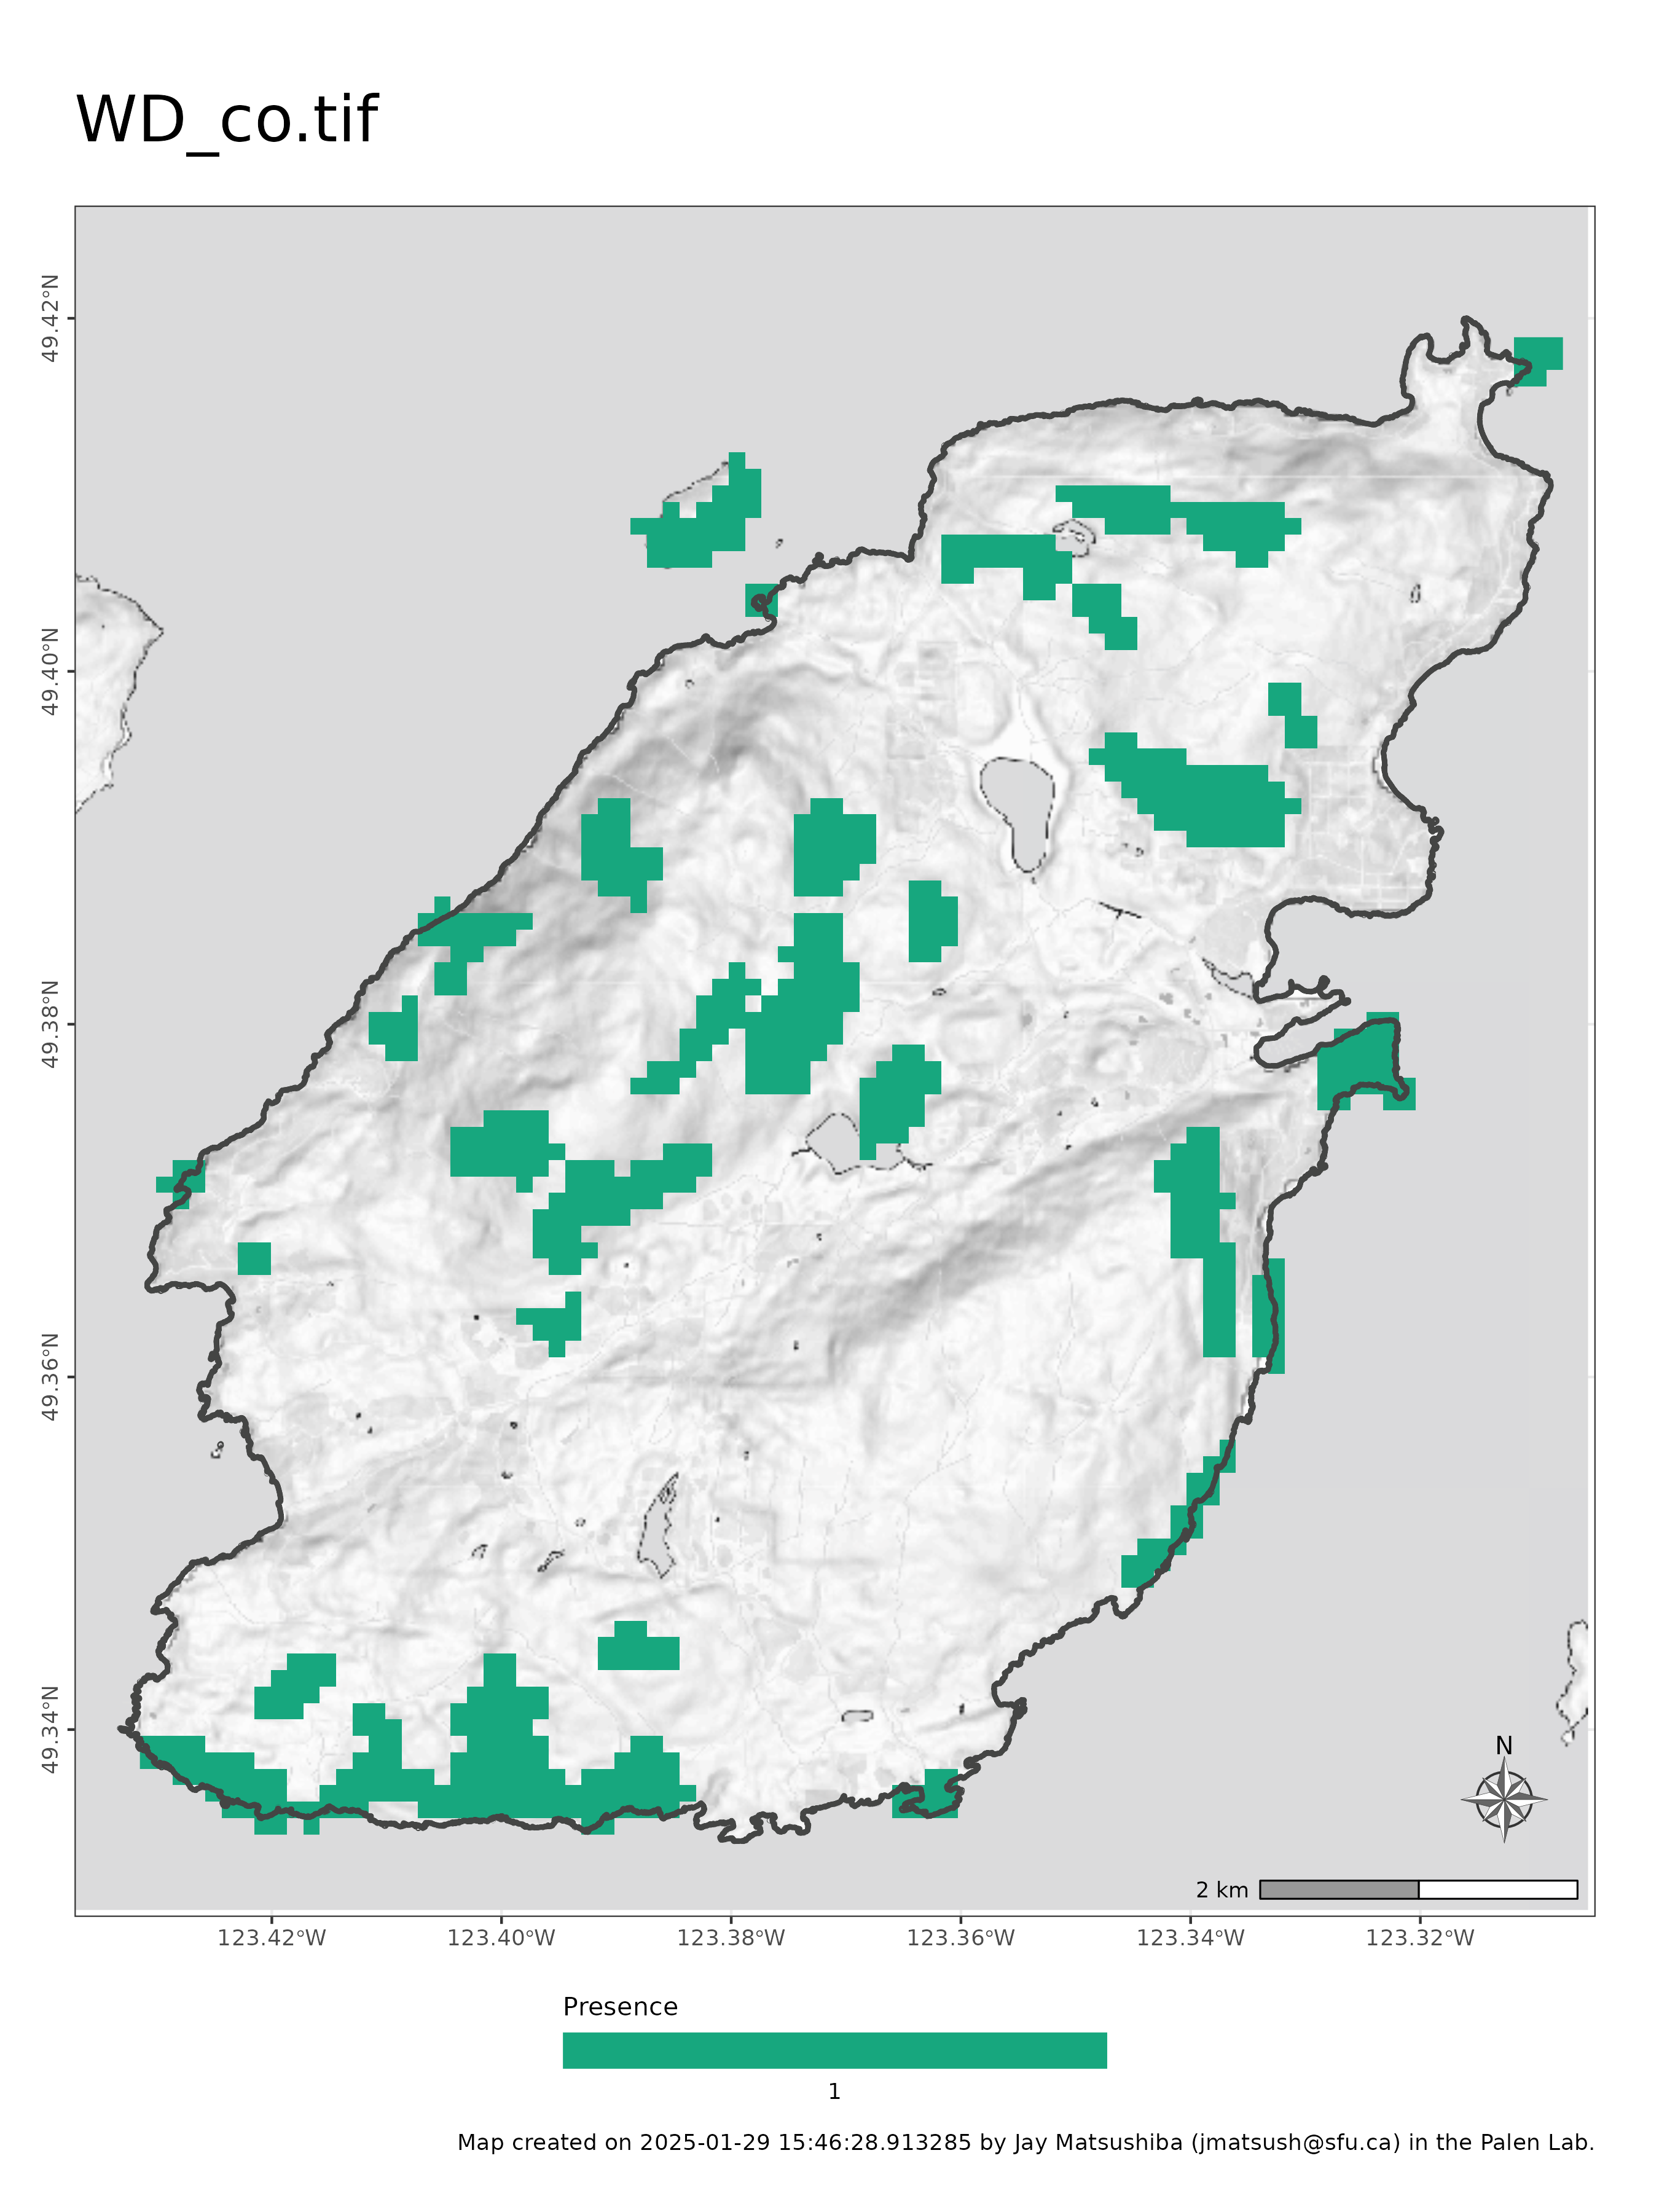 WD_co.tif
49.42°N
49.40°N
49.38°N
49.36°N
49.34°N
N
2 km
123.42°W 123.40°W 123.38°W 123.36°W 123.34°W 123.32°W
Presence
1
Map created on 2025-01-29 15:46:28.913285 by Jay Matsushiba (jmatsush@sfu.ca) in the Palen Lab.